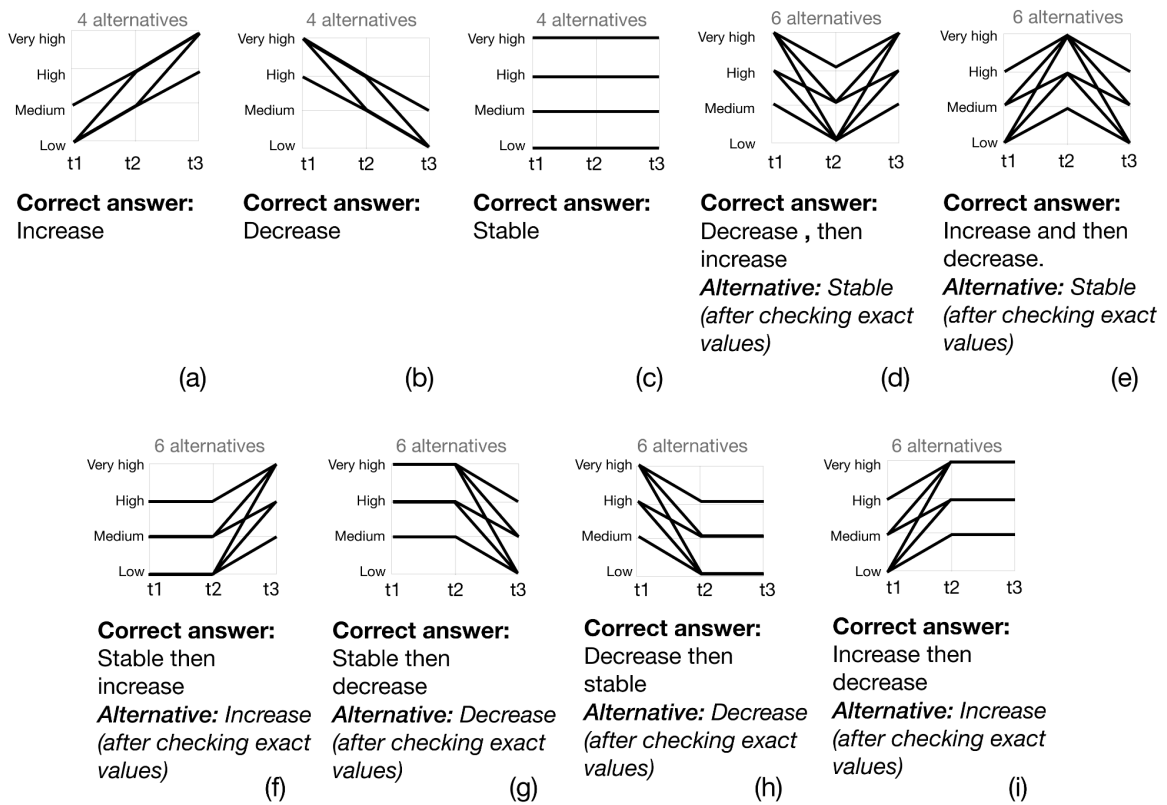 4 alternatives
Very high
High
Medium
Low
t1 t2 t3
Correct answer:
Increase
(a)
4 alternatives
Very high
High
Medium
Low
t1 t2 t3
Correct answer:
Decrease
(b)
4 alternatives
Very high
High
Medium
Low
t1 t2 t3
Correct answer:
Stable
(c)
6 alternatives
Very high
High
Medium
Low
t1 t2 t3
Correct answer:
Decrease , then
increase
Alternative: Stable
(after checking exact
values)
(d)
6 alternatives
Very high
High
Medium
Low
t1 t2 t3
Correct answer:
Increase and then
decrease.
Alternative: Stable
(after checking exact
values)
(e)
6 alternatives
Very high
High
Medium
Low
t1 t2 t3
Correct answer:
Stable then
increase
Alternative: Increase
(after checking exact
values)
(f)
6 alternatives
Very high
High
Medium
Low
t1 t2 t3
Correct answer:
Stable then
decrease
Alternative: Decrease
(after checking exact
values)
(g)
6 alternatives
Very high
High
Medium
Low
t1 t2 t3
Correct answer:
Decrease then
stable
Alternative: Decrease
(after checking exact
values)
(h)
6 alternatives
Very high
High
Medium
Low
t1 t2 t3
Correct answer:
Increase then
decrease
Alternative: Increase
(after checking exact
values)
(i)